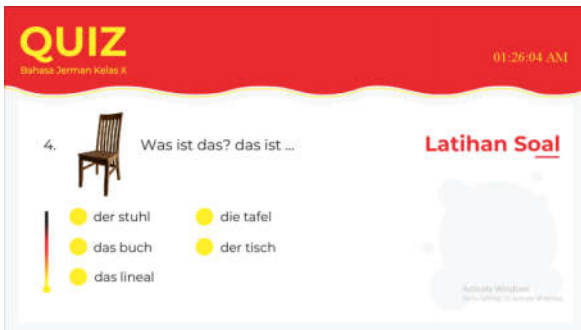 QUIZ
Bahasa Jerman Kelas X
01:26:04 AM
4.
Was ist das? das ist ...
Latihan Soal
der stuhl
die tafel
das buch
der tisch
das lineal
Activate Windows